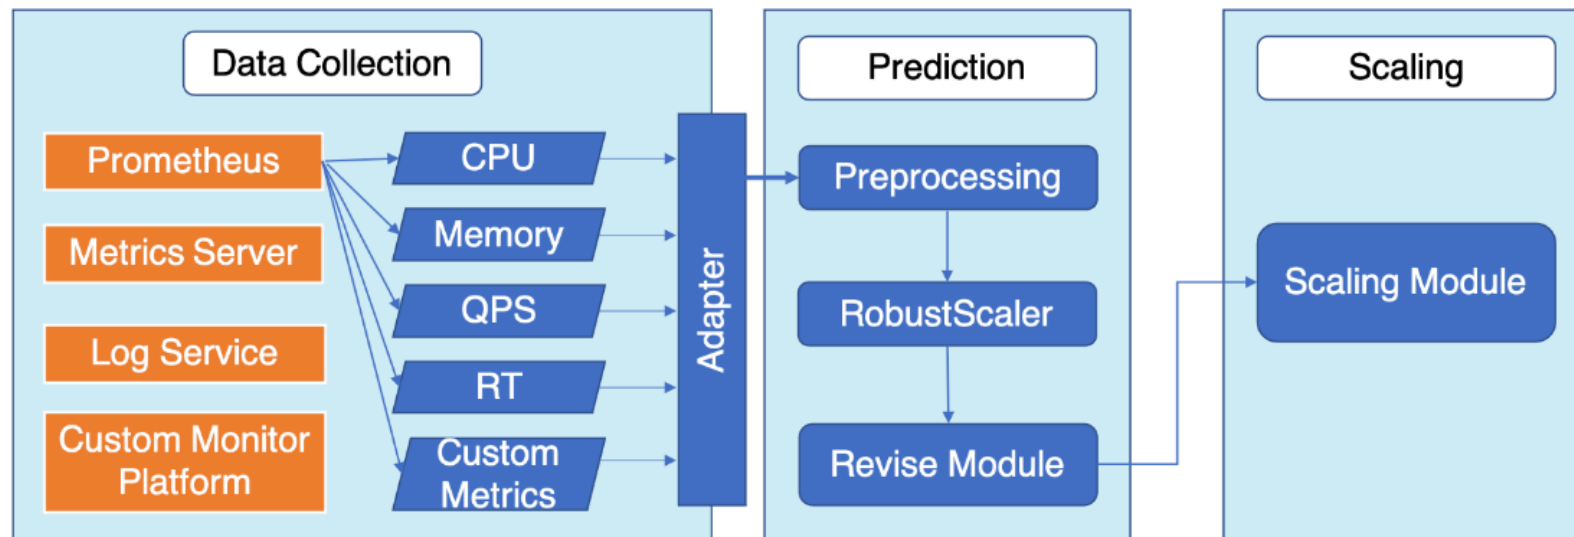 Data Collection
Prometheus
Metrics Server
Log Service
Custom Monitor
Platform
CPU
Memory
QPS
RT
Custom
Metrics
Adapter
Prediction
Preprocessing
RobustScaler
Revise Module
Scaling
Scaling Module